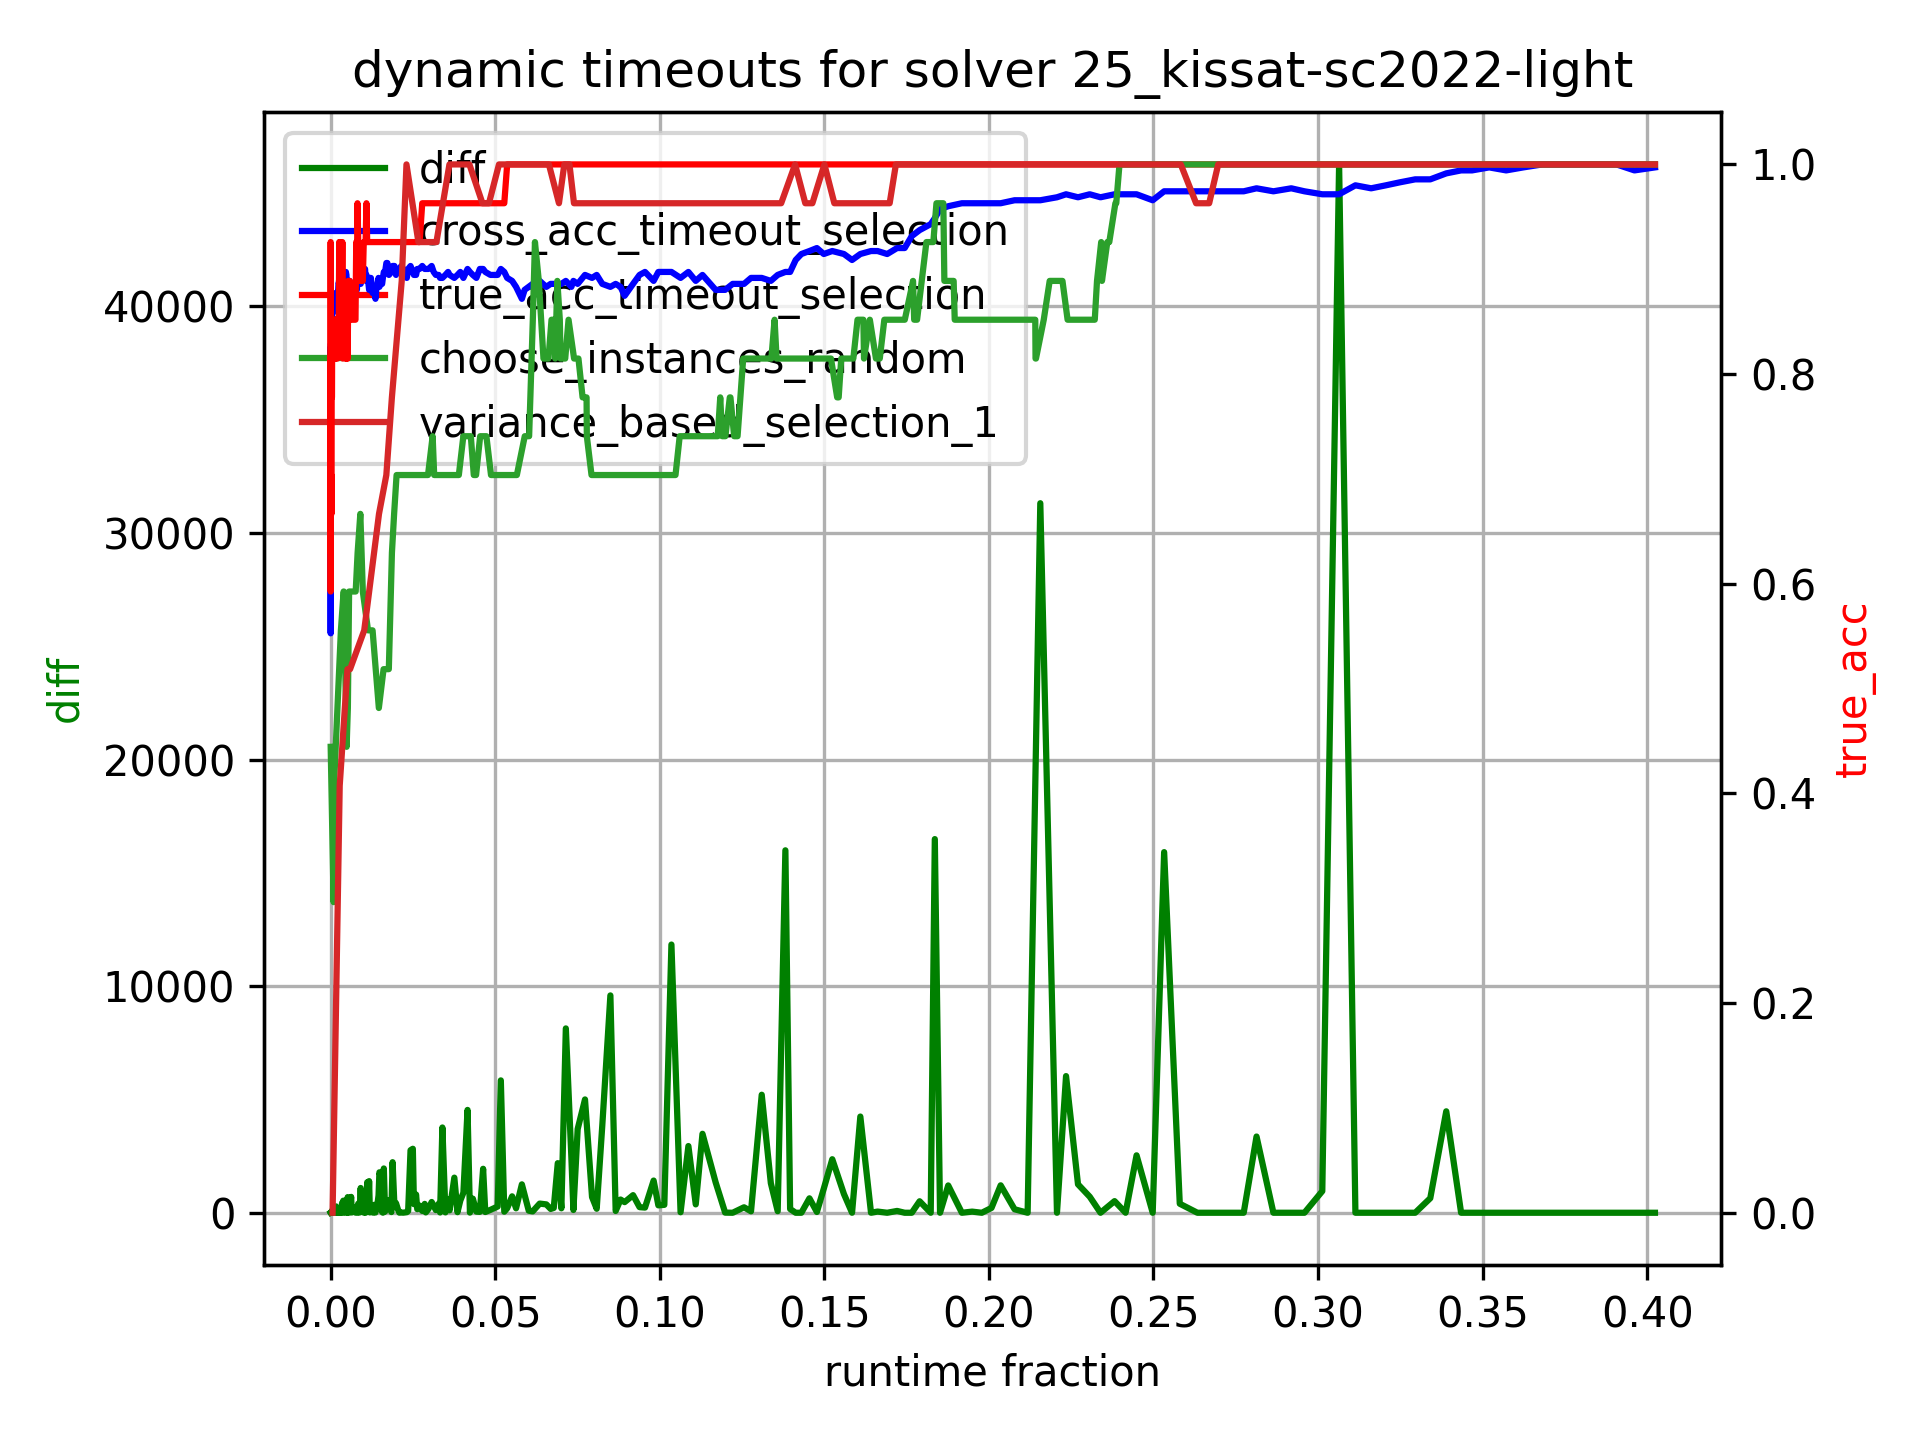 dynamic timeouts for solver 25_kissat-sc2022-light
diff
cross_acc_timeout_selection
true_acc_timeout_selection
choose_instances_random
variance_based_selection_1
40000
30000
20000
10000
0
diff
1.0
0.8
0.6
0.4
0.2
0.0
true_acc
0.00 0.05 0.10 0.15 0.20 0.25 0.30 0.35 0.40
runtime fraction